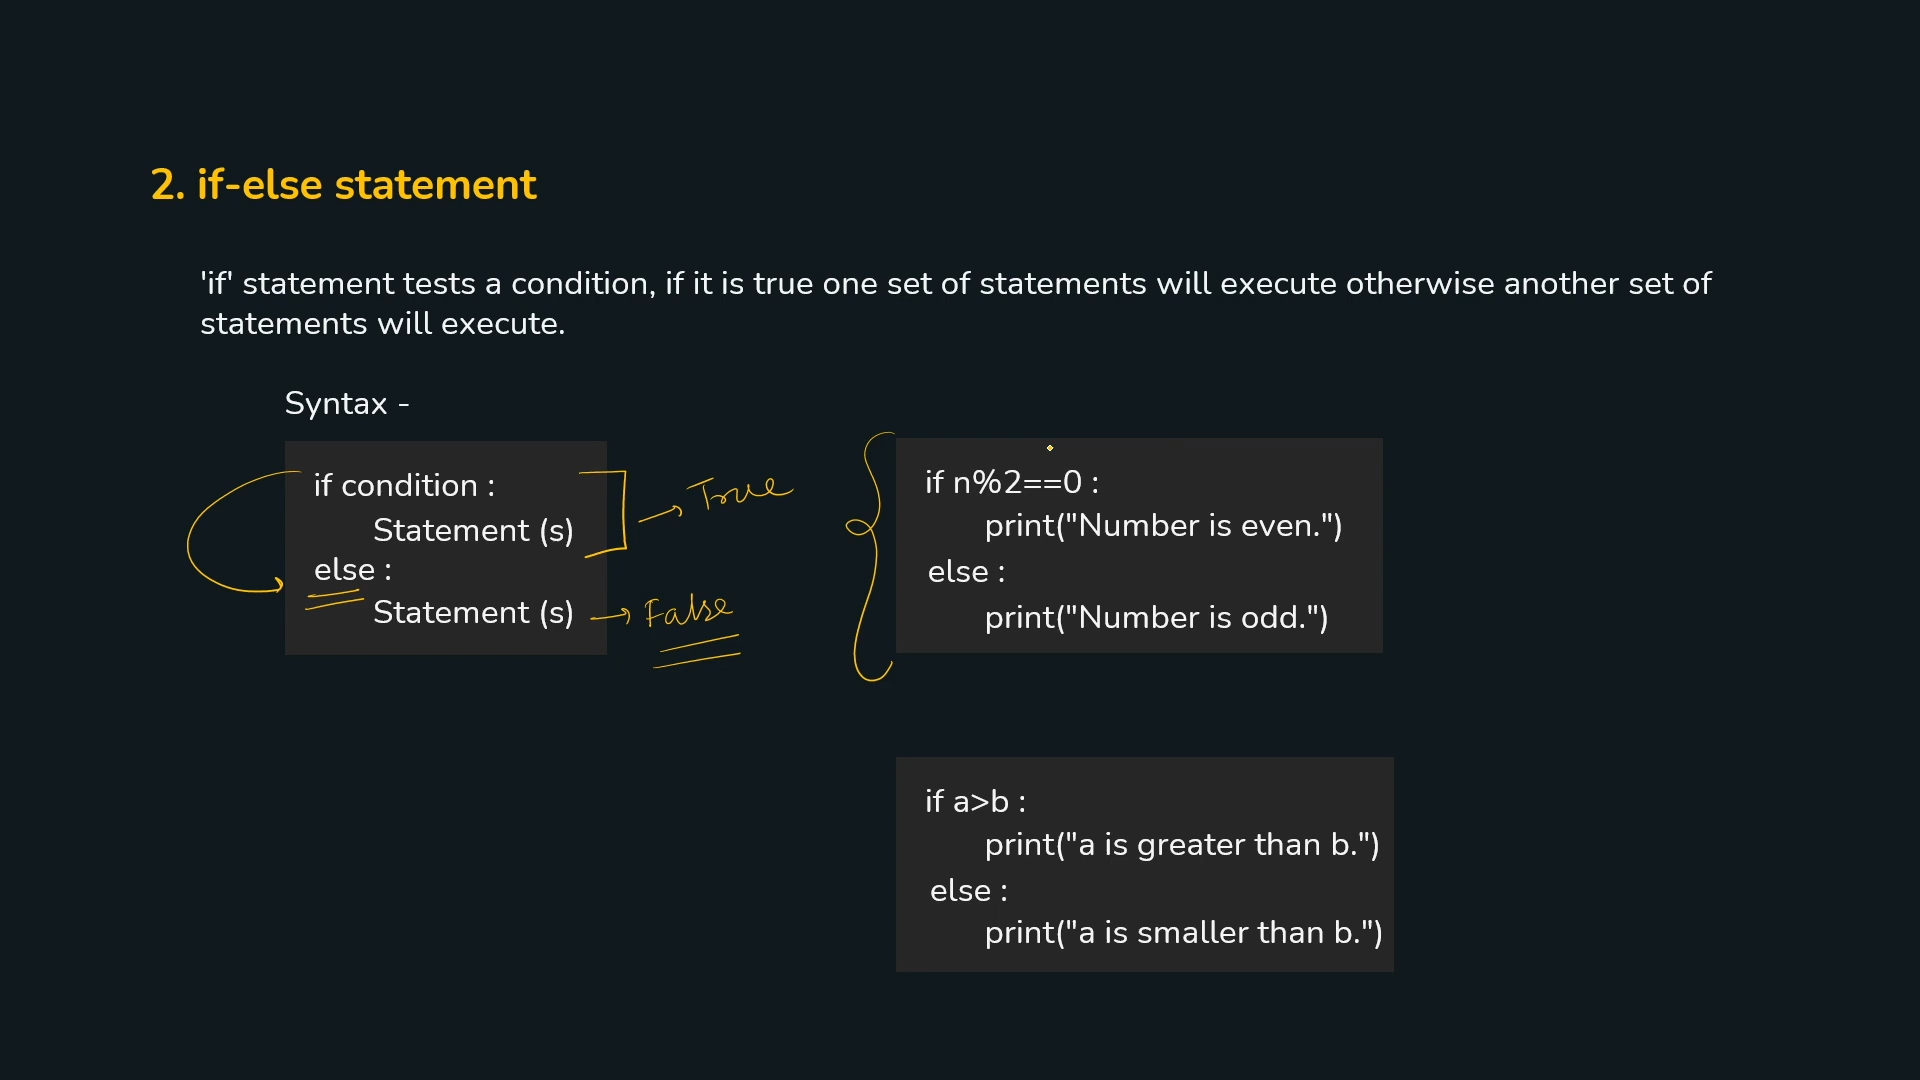 2. if-else statement
'if' statement tests a condition, if it is true one set of statements will execute otherwise another set of
statements will execute.
Syntax -
if condition :
Statement (s)
else :
Statement (s)
→ True
→ False
if n%2==0 :
print("Number is even.")
else :
print("Number is odd.")
if a>b :
print("a is greater than b.")
else :
print("a is smaller than b.")